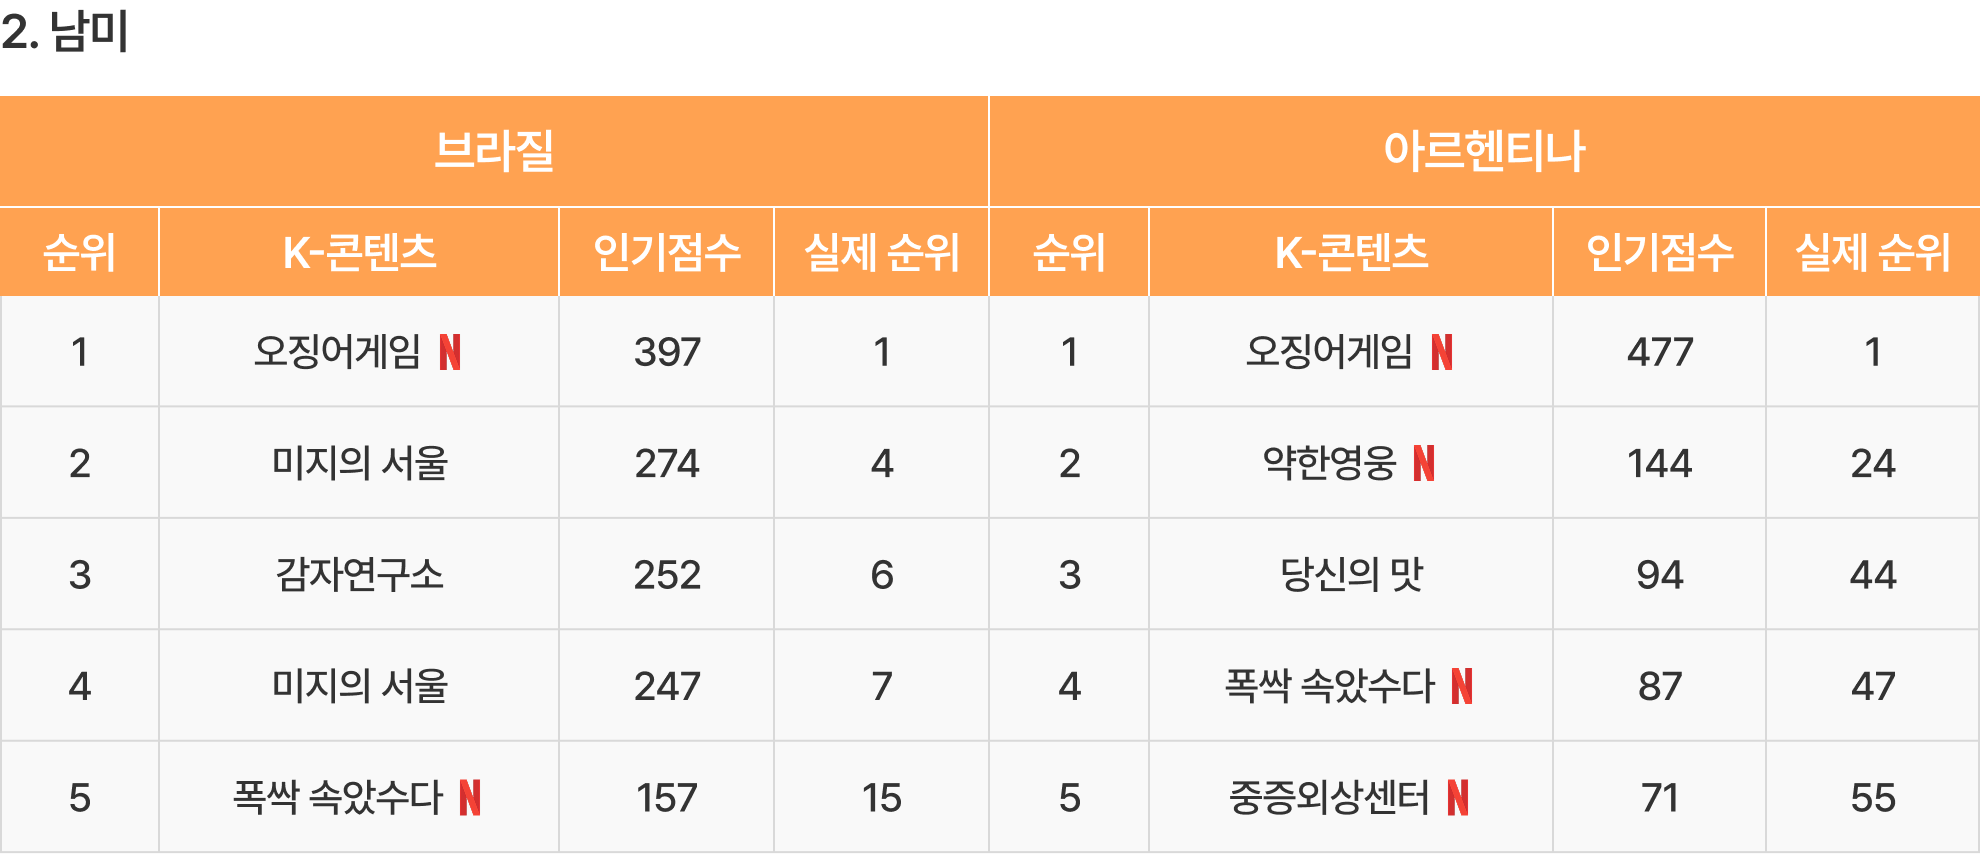 2. 남미
브라질 아르헨티나
순위 K-콘텐츠 인기점수 실제 순위 순위 K-콘텐츠 인기점수 실제 순위
1 오징어게임 N 397 1 1 오징어게임 N 477 1
2 미지의 서울 274 4 2 약한영웅 N 144 24
3 감자연구소 252 6 3 당신의 맛 94 44
4 미지의 서울 247 7 4 폭싹 속았수다 N 87 47
5 폭싹 속았수다 N 157 15 5 중증외상센터 N 71 55